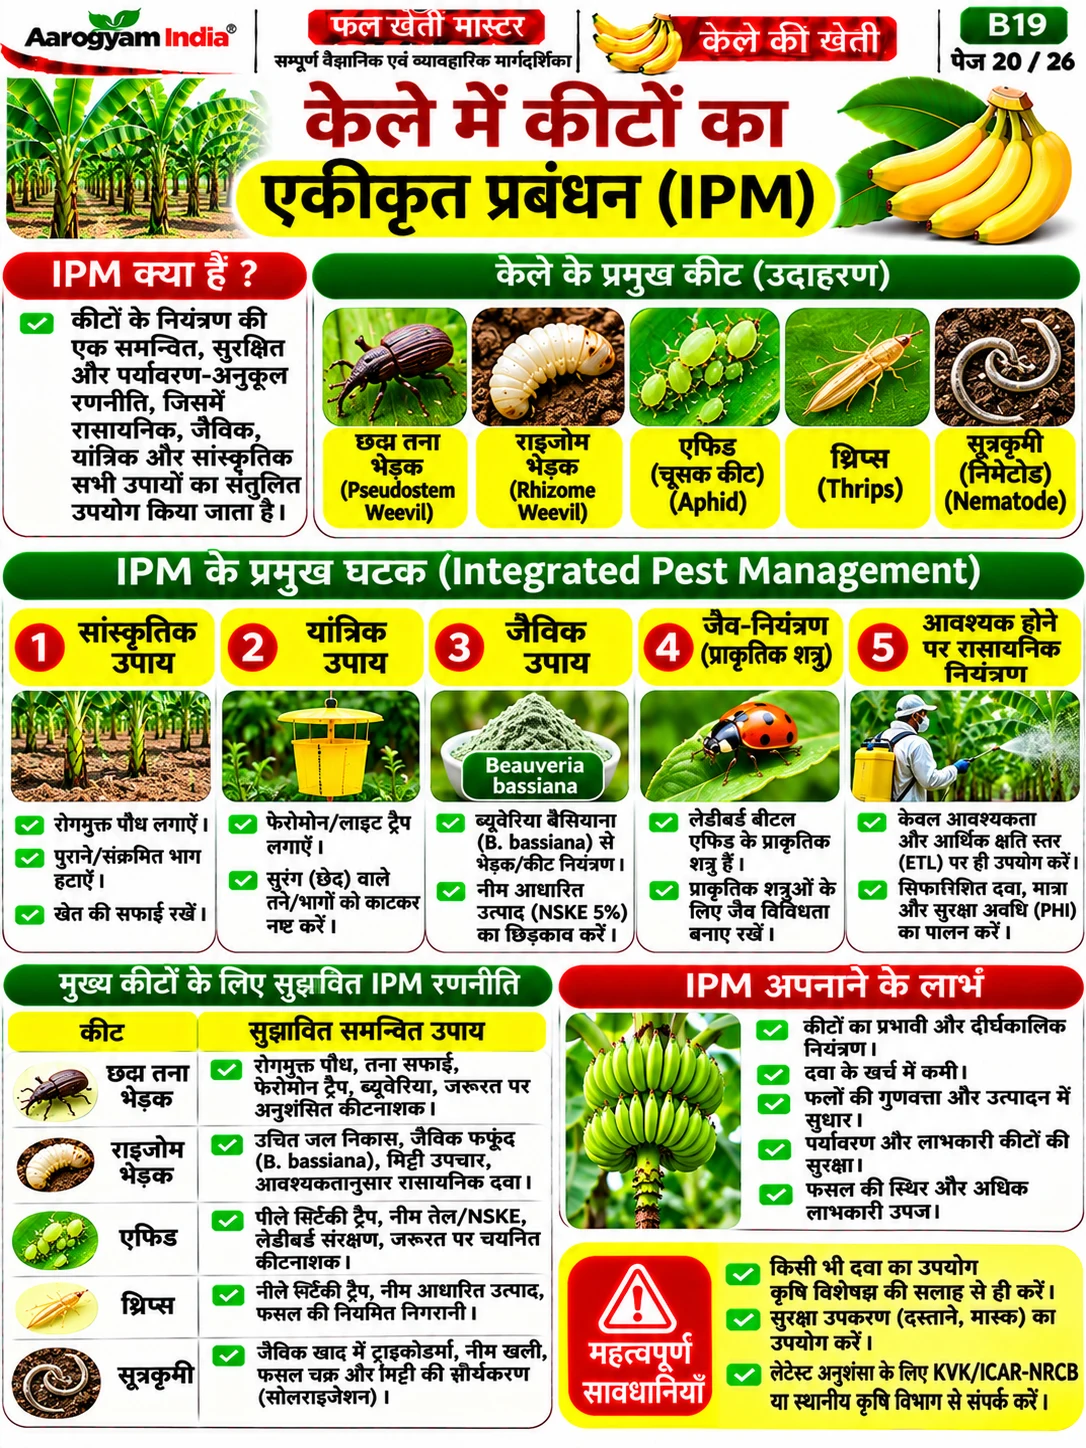 Aarogyam India®
फल खेती मास्टर
सम्पूर्ण वैज्ञानिक एवं व्यावहारिक मार्गदर्शिका
केले की खेती
B19
पेज 20 / 26
केले में कीटों का
एकीकृत प्रबंधन (IPM)
IPM क्या हैं ?
कीटों के नियंत्रण की
एक समन्वित, सुरक्षित
और पर्यावरण-अनुकूल
रणनीति, जिसमें
रासायनिक, जैविक,
यांत्रिक और सांस्कृतिक
सभी उपायों का संतुलित
उपयोग किया जाता है।
केले के प्रमुख कीट (उदाहरण)
छद्म तना
भेड़क
(Pseudostem
Weevil)
राइजोम
भेड़क
(Rhizome
Weevil)
एफिड
(चूसक कीट)
(Aphid)
थ्रिप्स
(Thrips)
सूत्रकृमी
(निमेटोड)
(Nematode)
IPM के प्रमुख घटक (Integrated Pest Management)
1 सांस्कृतिक
उपाय
रोगमुक्त पौध लगाऐं।
पुराने/संक्रमित भाग
हटाऐं।
खेत की सफाई रखें।
2 यांत्रिक
उपाय
फेरोमोन/लाइट ट्रैप
लगाऐं।
सुरंग (छेद) वाले
तने/भागों को काटकर
नष्ट करें।
3 जैविक
उपाय
Beauveria
bassiana
ब्यूवेरिया बैसियाना
(B. bassiana) से
भेड़क/कीट नियंत्रण।
नीम आधारित
उत्पाद (NSKE 5%)
का छिड़काव करें।
4 जैव-नियंत्रण
(प्राकृतिक शत्रु)
लेडीबर्ड बीटल
एफिड के प्राकृतिक
शत्रु हैं।
प्राकृतिक शत्रुओं के
लिए जैव विविधता
बनाए रखें।
5 आवश्यक होने
पर रासायनिक
नियंत्रण
केवल आवश्यकता
और आर्थिक क्षति स्तर
(ETL) पर ही उपयोग करें।
सिफारिशित दवा, मात्रा
और सुरक्षा अवधि (PHI)
का पालन करें।
मुख्य कीटों के लिए सुझावित IPM रणनीति
कीट
सुझावित समन्वित उपाय
छद्म तना
भेड़क
रोगमुक्त पौध, तना सफाई,
फेरोमोन ट्रैप, ब्यूवेरिया, जरूरत पर
अनुशंसित कीटनाशक।
राइजोम
भेड़क
उचित जल निकास, जैविक फफूंद
(B. bassiana), मिट्टी उपचार,
आवश्यकतानुसार रासायनिक दवा।
एफिड
पीले स्टिकी ट्रैप, नीम तेल/NSKE,
लेडीबर्ड संरक्षण, जरूरत पर चयनित
कीटनाशक।
थ्रिप्स
नीले स्टिकी ट्रैप, नीम आधारित उत्पाद,
फसल की नियमित निगरानी।
सूत्रकृमी
जैविक खाद में ट्राइकोडर्मा, नीम खली,
फसल चक्र और मिट्टी की सौर्यकरण
(सोलराइजेशन)।
IPM अपनाने के लाभं
कीटों का प्रभावी और दीर्घकालिक
नियंत्रण।
दवा के खर्च में कमी।
फलों की गुणवत्ता और उत्पादन में
सुधार।
पर्यावरण और लाभकारी कीटों की
सुरक्षा।
फसल की स्थिर और अधिक
लाभकारी उपज।
महत्वपूर्ण
सावधानियाँ
किसी भी दवा का उपयोग
कृषि विशेषज्ञ की सलाह से ही करें।
सुरक्षा उपकरण (दस्ताने, मास्क) का
उपयोग करें।
लेटेस्ट अनुशंसा के लिए KVK/ICAR-NRCB
या स्थानीय कृषि विभाग से संपर्क करें।